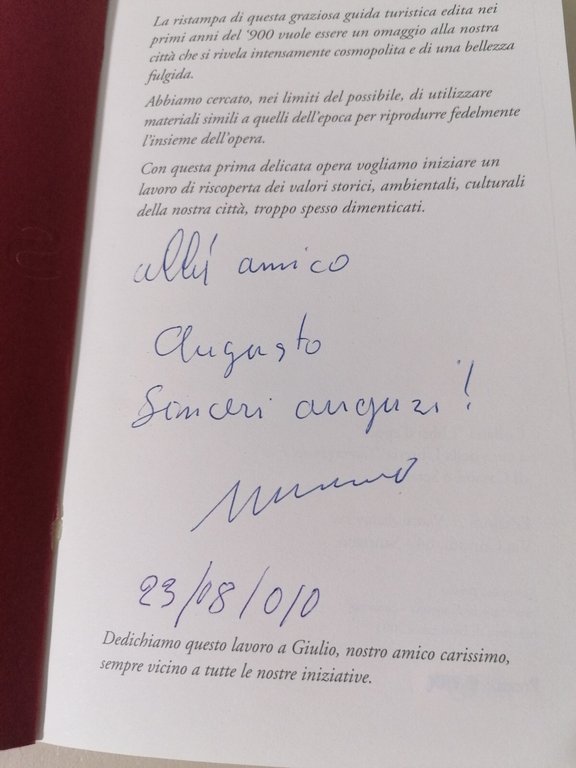 La ristampa di questa graziosa guida turistica edita nei
primi anni del '900 vuole essere un omaggio alla nostra
città che si rivela intensamente cosmopolita e di una bellezza
fulgida.
Abbiamo cercato, nei limiti del possibile, di utilizzare
materiali simili a quelli dell'epoca per riprodurre fedelmente
l'insieme dell'opera.
Con questa prima delicata opera vogliamo iniziare un
lavoro di riscoperta dei valori storici, ambientali, culturali
della nostra città, troppo spesso dimenticati.
all' amico
Augusto
Sinceri auguri!
23/08/00
Dedichiamo questo lavoro a Giulio, nostro amico carissimo,
sempre vicino a tutte le nostre iniziative.